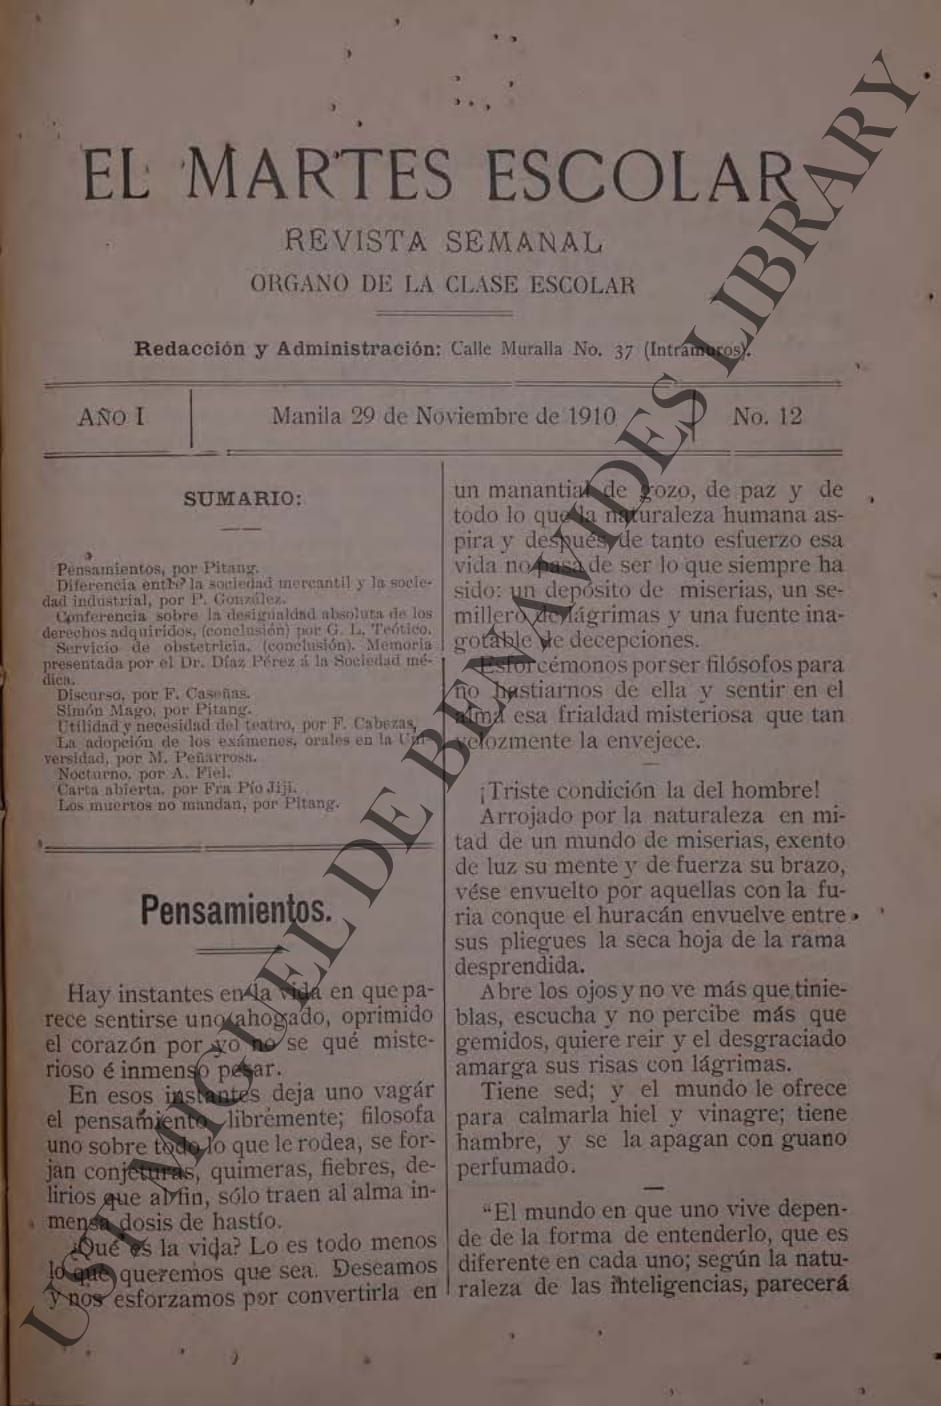 EL MARTES ESCOLAR
REVISTA SEMANAL
ORGANO DE LA CLASE ESCOLAR
Redacción y Administración: Calle Muralla No. 37 (Intramuros).
AÑO I
Manila 29 de Noviembre de 1910
No. 12
SUMARIO:
Pensamientos, por Pitang.
Diferencia entre la sociedad mercantil y la socie-
dad industrial, por P. González.
Conferencia sobre la desigualdad absoluta de los
derechos adquiridos, (conclusión) por G. L. Teótico.
Servicio de obstetricia, (conclusión). Memoria
presentada por el Dr. Díaz Pérez á la Sociedad mé-
dica.
Discurso, por F. Caseñas.
Simón Mago, por Pitang.
Utilidad y necesidad del teatro, por F. Cabezas,
La adopción de los exámenes, orales en la Uni-
versidad, por M. Peñarrosa.
Nocturno, por A. Fiel.
Carta abierta, por Fra Pío Jiji.
Los muertos no mandan, por Pitang.
Pensamientos.
Hay instantes en la vida en que pa-
rece sentirse uno ahogado, oprimido
el corazón por yo no se qué miste-
rioso é inmenso pesar.
En esos instantes deja uno vagár
el pensamiento librémente; filosofa
uno sobre todo lo que le rodea, se for-
jan conjeturas, quimeras, fiebres, de-
lirios que al fin, sólo traen al alma in-
mensa dosis de hastío.
¿Qué es la vida? Lo es todo menos
lo que queremos que sea. Deseamos
y nos esforzamos por convertirla en
un manantial de gozo, de paz y de
todo lo que la naturaleza humana as-
pira y después de tanto esfuerzo esa
vida no pasa de ser lo que siempre ha
sido: un depósito de miserias, un se-
millero de lágrimas y una fuente ina-
gotable de decepciones.
Esforcémonos por ser filósofos para
no hastiarnos de ella y sentir en el
alma esa frialdad misteriosa que tan
velozmente la envejece.
¡Triste condición la del hombre!
Arrojado por la naturaleza en mi-
tad de un mundo de miserias, exento
de luz su mente y de fuerza su brazo,
vése envuelto por aquellas con la fu-
ria conque el huracán envuelve entre
sus pliegues la seca hoja de la rama
desprendida.
Abre los ojos y no ve más que tinie-
blas, escucha y no percibe más que
gemidos, quiere reir y el desgraciado
amarga sus risas con lágrimas.
Tiene sed; y el mundo le ofrece
para calmarla hiel y vinagre; tiene
hambre, y se la apagan con guano
perfumado.
"El mundo en que uno vive depen-
de de la forma de entenderlo, que es
diferente en cada uno; según la natu-
raleza de las inteligencias, parecerá
UST MIGUEL DE BENAVIDES LIBRARY